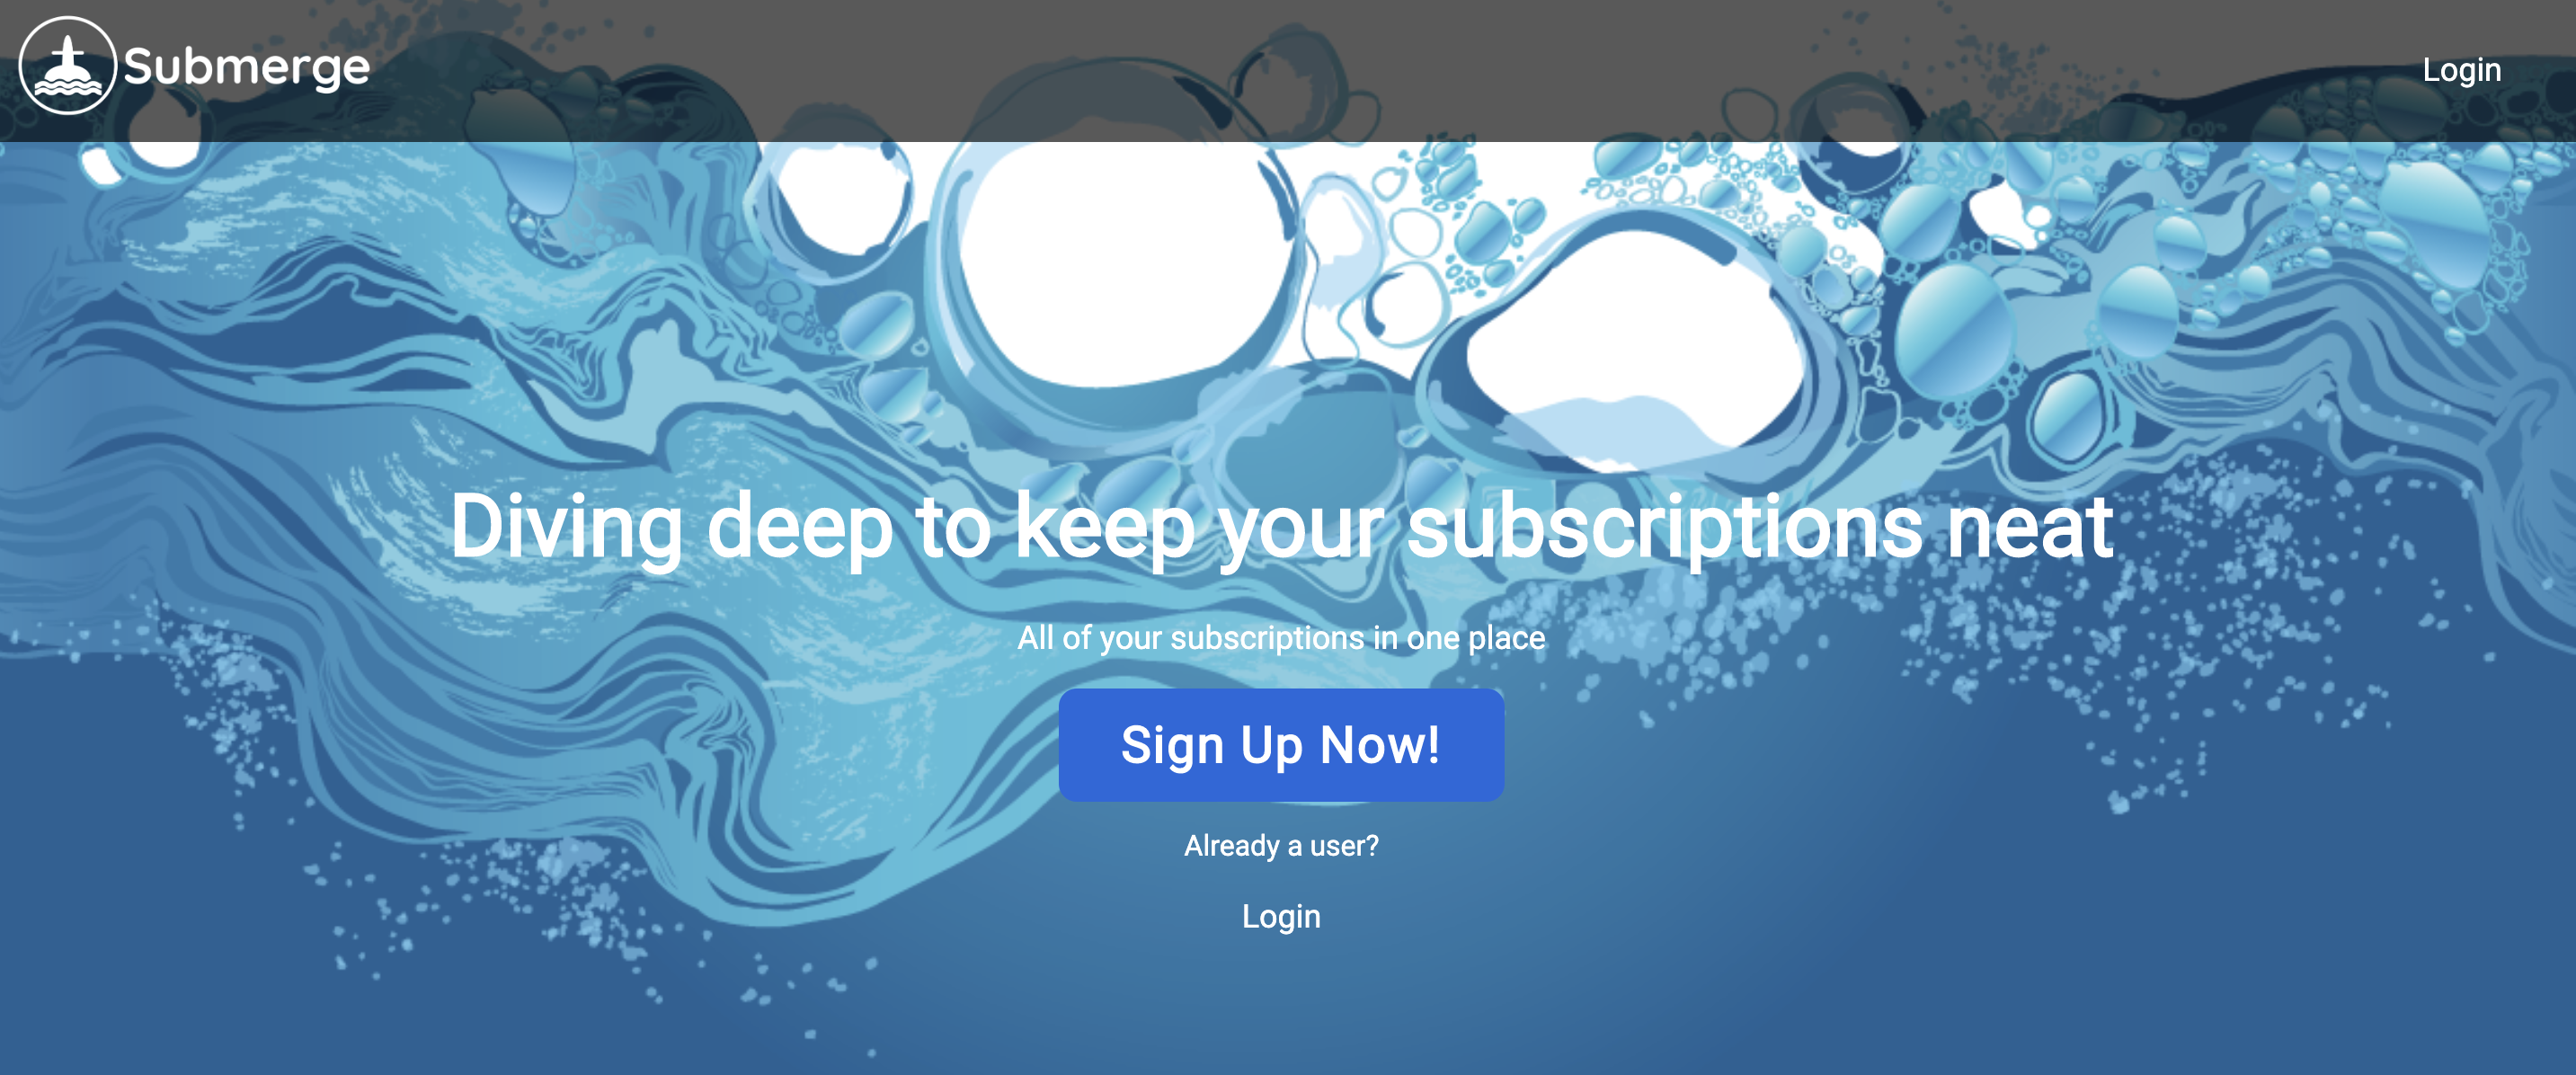 Submerge
Login
Diving deep to keep your subscriptions neat
All of your subscriptions in one place
Sign Up Now!
Already a user?
Login